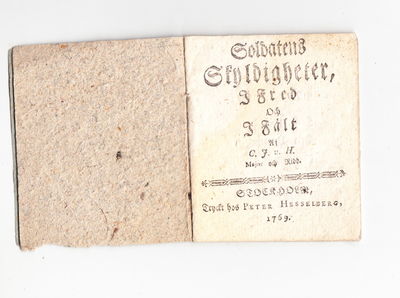 Soldatens
Skyldigheter,
I Fred
Och
I Fält
Af
C. J. v. H.
Major och Ridd.
STOCKHOLM,
Tryckt hos PETER HESSELBERG,
1769.